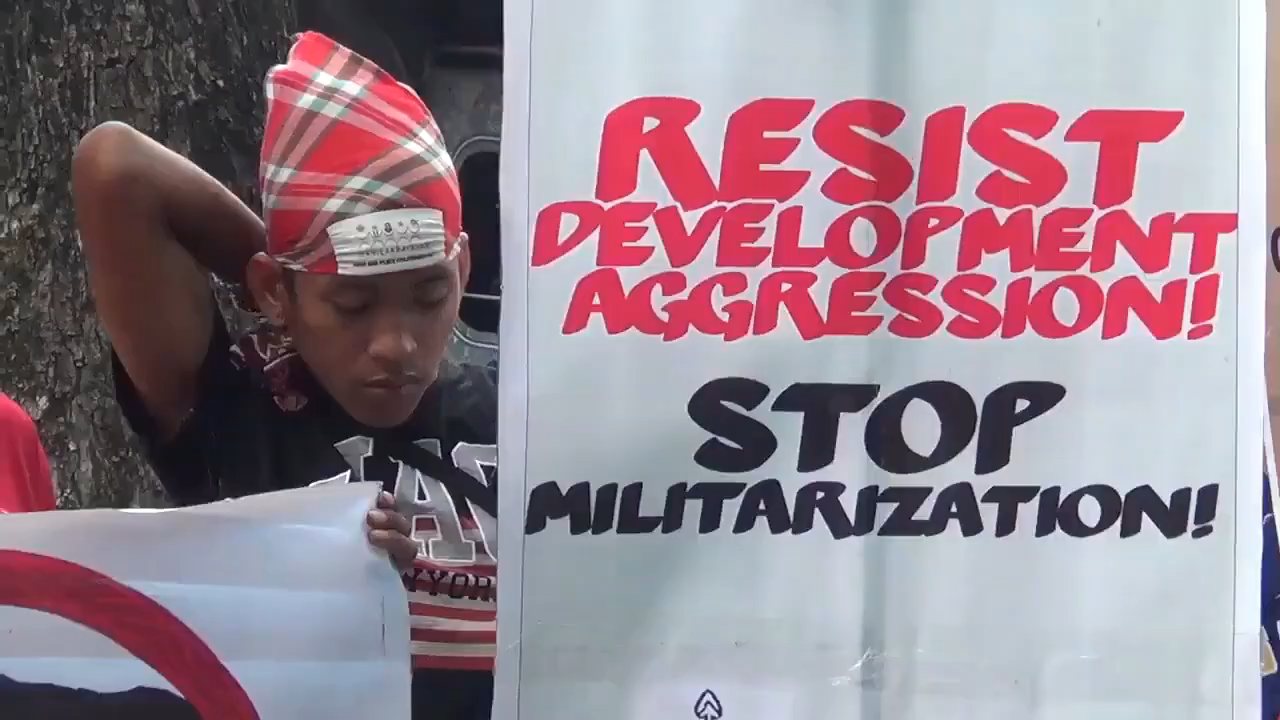 RESIST
DEVELOPMENT
AGGRESSION!
STOP
MILITARIZATION!